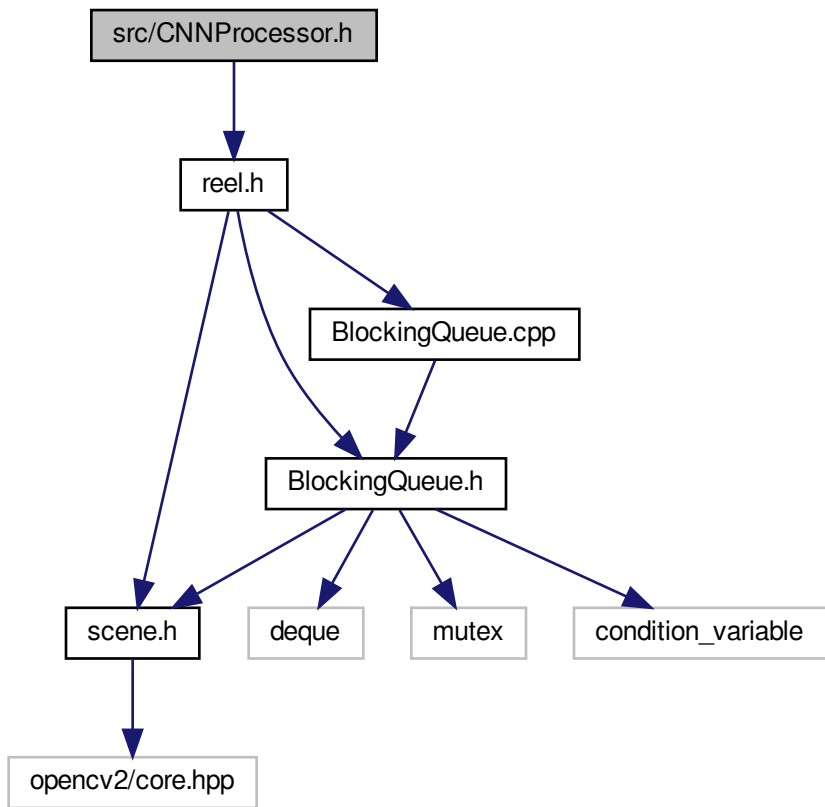 src/CNNProcessor.h
reel.h
BlockingQueue.cpp
BlockingQueue.h
scene.h
deque
mutex
condition_variable
opencv2/core.hpp